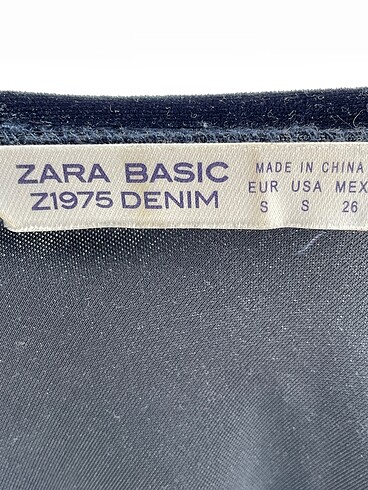 ZARA BASIC
Z1975 DENIM
MADE IN CHINA
EUR USA MEX
S S 26